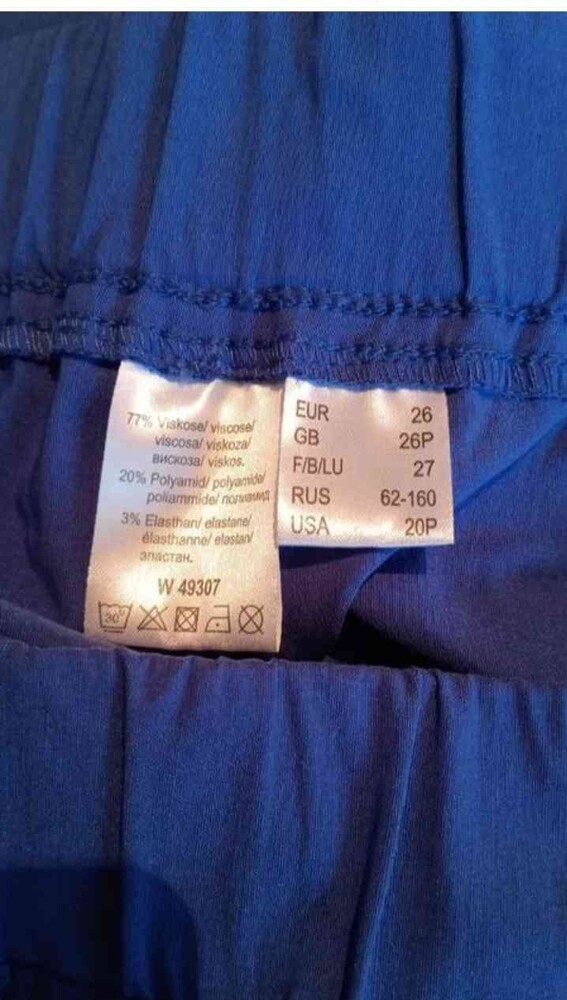 77% Viskose/ viscose/
viscosa/ viskoza/
вискоза/ viskos.
20% Polyamid/ polyamide/
poliammide/ полиамид
3% Elasthan/ elastane/
élasthanne/ elastan/
эластан.
W 49307
30°
EUR 26
GB 26P
F/B/LU 27
RUS 62-160
USA 20P